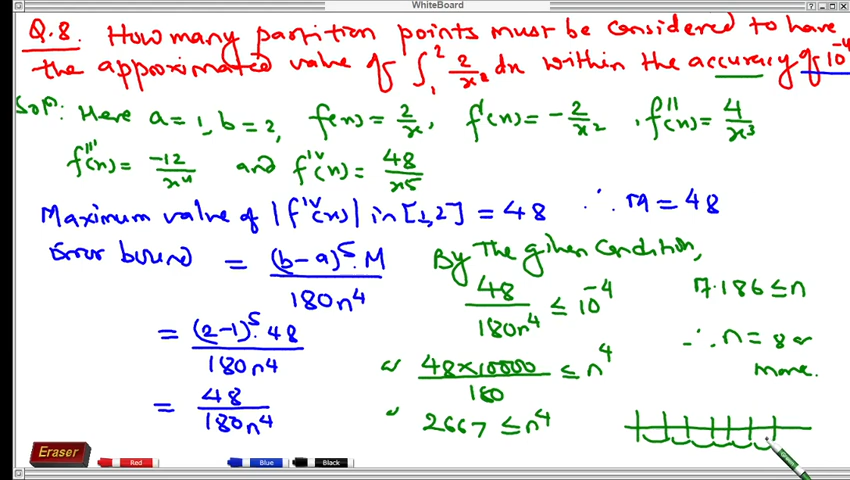 WhiteBoard
Q.8. How many partition points must be considered to have
the approximated value of ∫₁² 2/x² dx within the accuracy of 10⁻⁴
Solⁿ: Here a = 1, b = 2, f(x) = 2/x, f'(x) = -2/x², f''(x) = 4/x³
f'''(x) = -12/x⁴ and f^iv(x) = 48/x⁵
Maximum value of |f^iv(x)| in [1,2] = 48 ∴ M = 48
Error bound = (b-a)⁵.M / 180n⁴
= (2-1)⁵.48 / 180n⁴
= 48 / 180n⁴
By the given condition,
48 / 180n⁴ ≤ 10⁻⁴
or 48×10000 / 180 ≤ n⁴
or 2667 ≤ n⁴
7.186 ≤ n
∴ n = 8 or
more.
Eraser
Red
Blue
Black